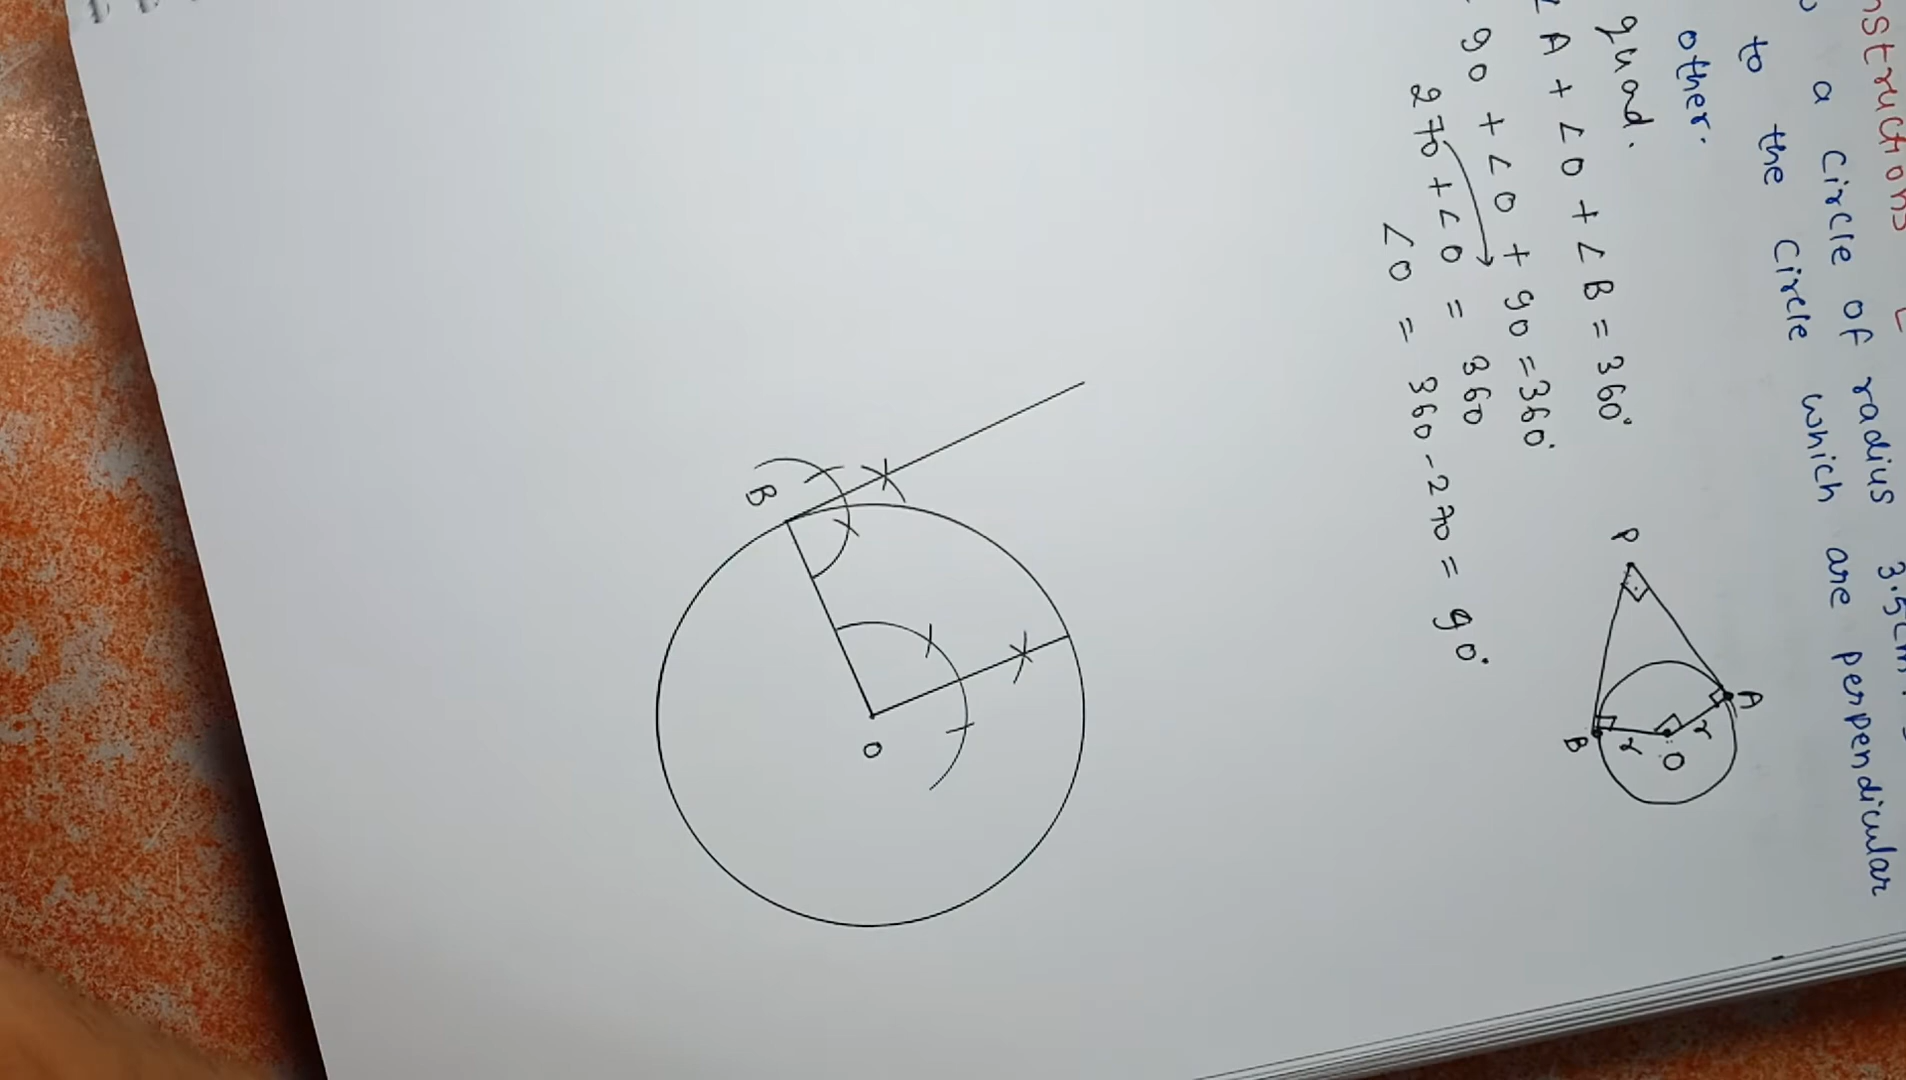 a Circle of radius 3.5cm
to the Circle which are perpendicular
other.
quad.
∠A + ∠O + ∠B = 360°
90 + ∠O + 90 = 360°
270 + ∠O = 360
∠O = 360 - 270 = 90°
P
A
B
r
O
r
B
O